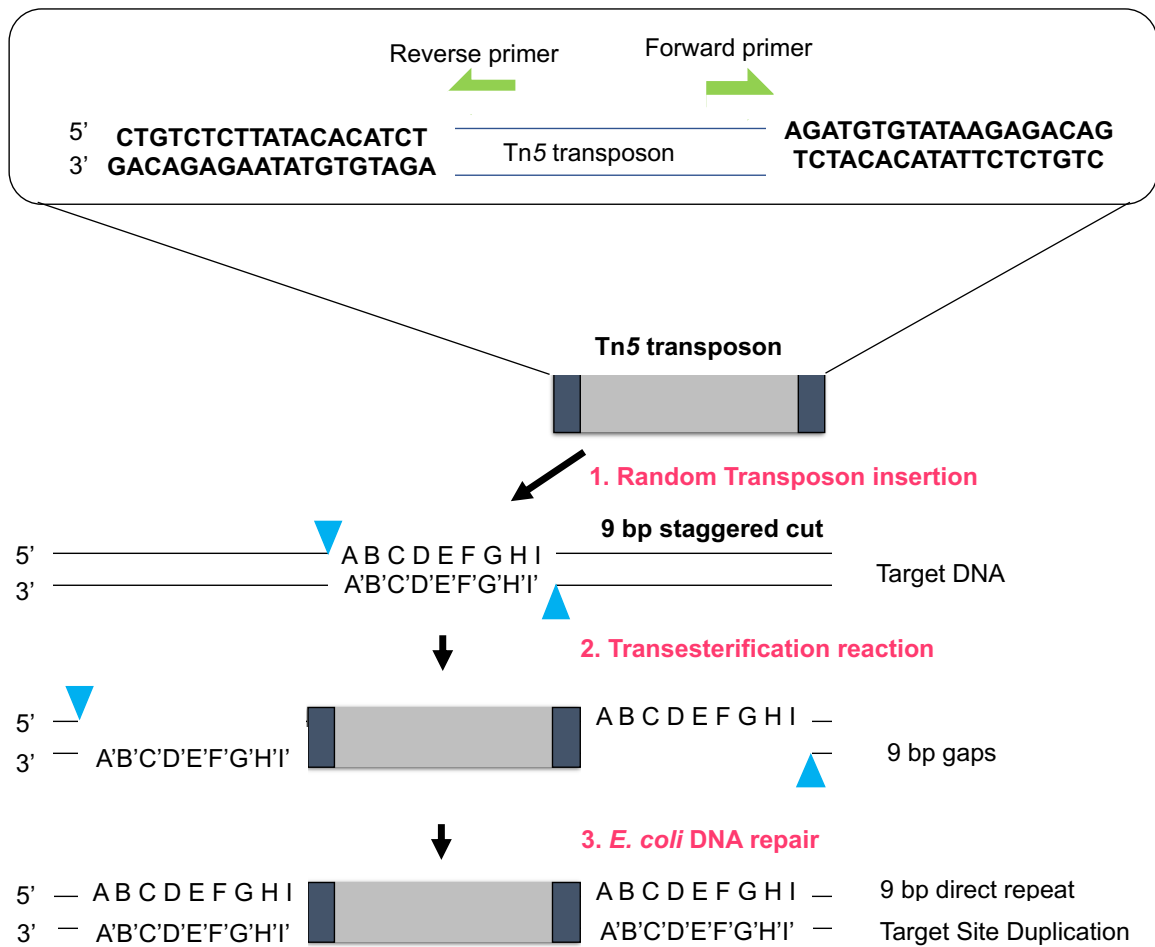 Reverse primer
Forward primer
5’ CTGTCTCTTATACACATCT AGATGTGTATAAGAGACAG
3’ GACAGAGAATATGTGTAGA Tn5 transposon TCTACACATATTCTCTGTC
Tn5 transposon
1. Random Transposon insertion
9 bp staggered cut
5’ A B C D E F G H I
3’ A’B’C’D’E’F’G’H’I’
Target DNA
2. Transesterification reaction
5’ A B C D E F G H I
3’ A’B’C’D’E’F’G’H’I’
9 bp gaps
3. E. coli DNA repair
5’ A B C D E F G H I A B C D E F G H I 9 bp direct repeat
3’ A’B’C’D’E’F’G’H’I’ A’B’C’D’E’F’G’H’I’ Target Site Duplication